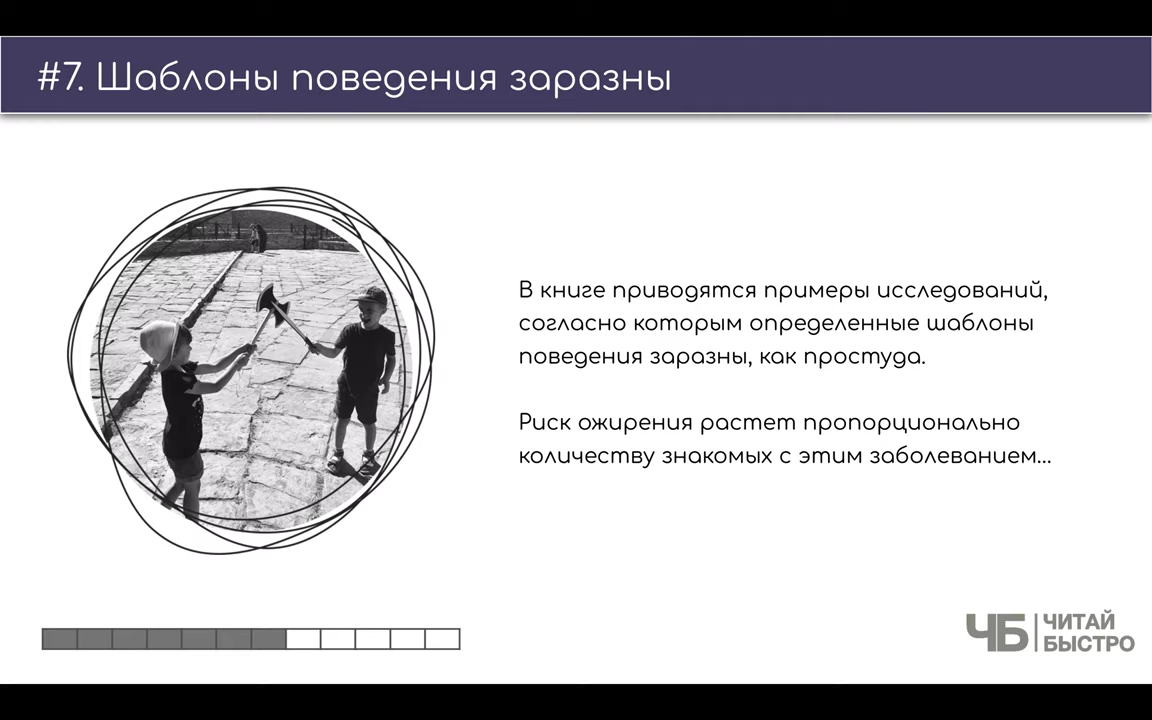 #7. Шаблоны поведения заразны
В книге приводятся примеры исследований,
согласно которым определенные шаблоны
поведения заразны, как простуда.
Риск ожирения растет пропорционально
количеству знакомых с этим заболеванием...
ЧБ
ЧИТАЙ
БЫСТРО